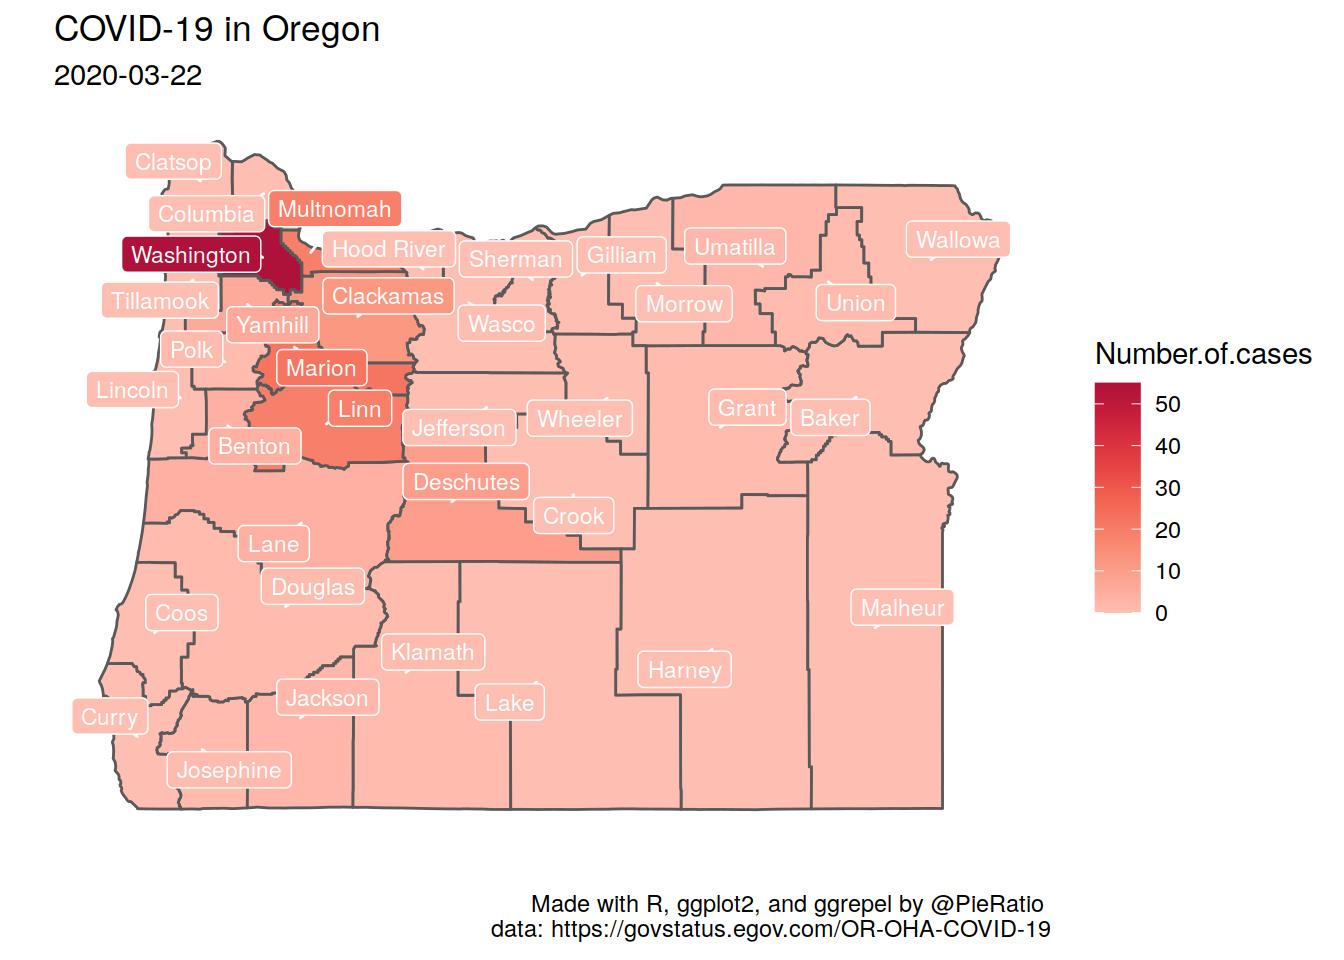 COVID-19 in Oregon
2020-03-22
Clatsop
Columbia
Multnomah
Washington
Hood River
Sherman
Gilliam
Umatilla
Wallowa
Tillamook
Clackamas
Yamhill
Wasco
Morrow
Union
Polk
Marion
Lincoln
Linn
Jefferson
Wheeler
Grant
Baker
Benton
Deschutes
Crook
Lane
Douglas
Coos
Malheur
Klamath
Harney
Jackson
Lake
Curry
Josephine
Number.of.cases
50
40
30
20
10
0
Made with R, ggplot2, and ggrepel by @PieRatio
data: https://govstatus.egov.com/OR-OHA-COVID-19